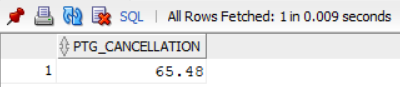 SQL | All Rows Fetched: 1 in 0.009 seconds
PTG_CANCELLATION
1 65.48